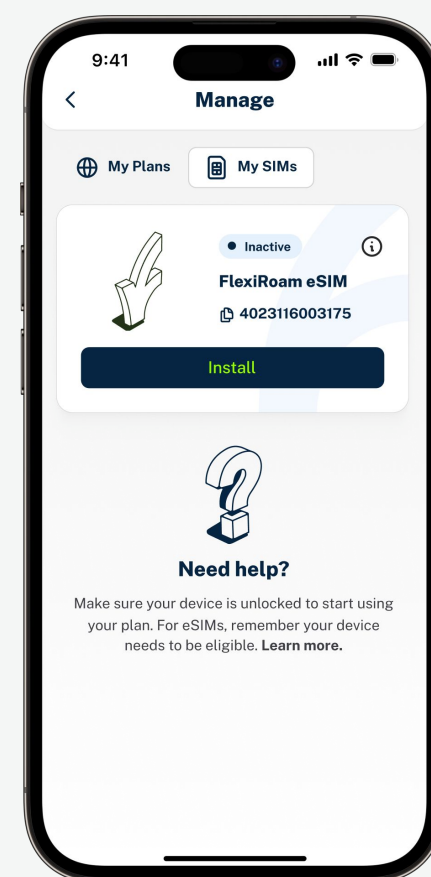 9:41
Manage
My Plans
My SIMs
Inactive
FlexiRoam eSIM
4023116003175
Install
Need help?
Make sure your device is unlocked to start using
your plan. For eSIMs, remember your device
needs to be eligible. Learn more.